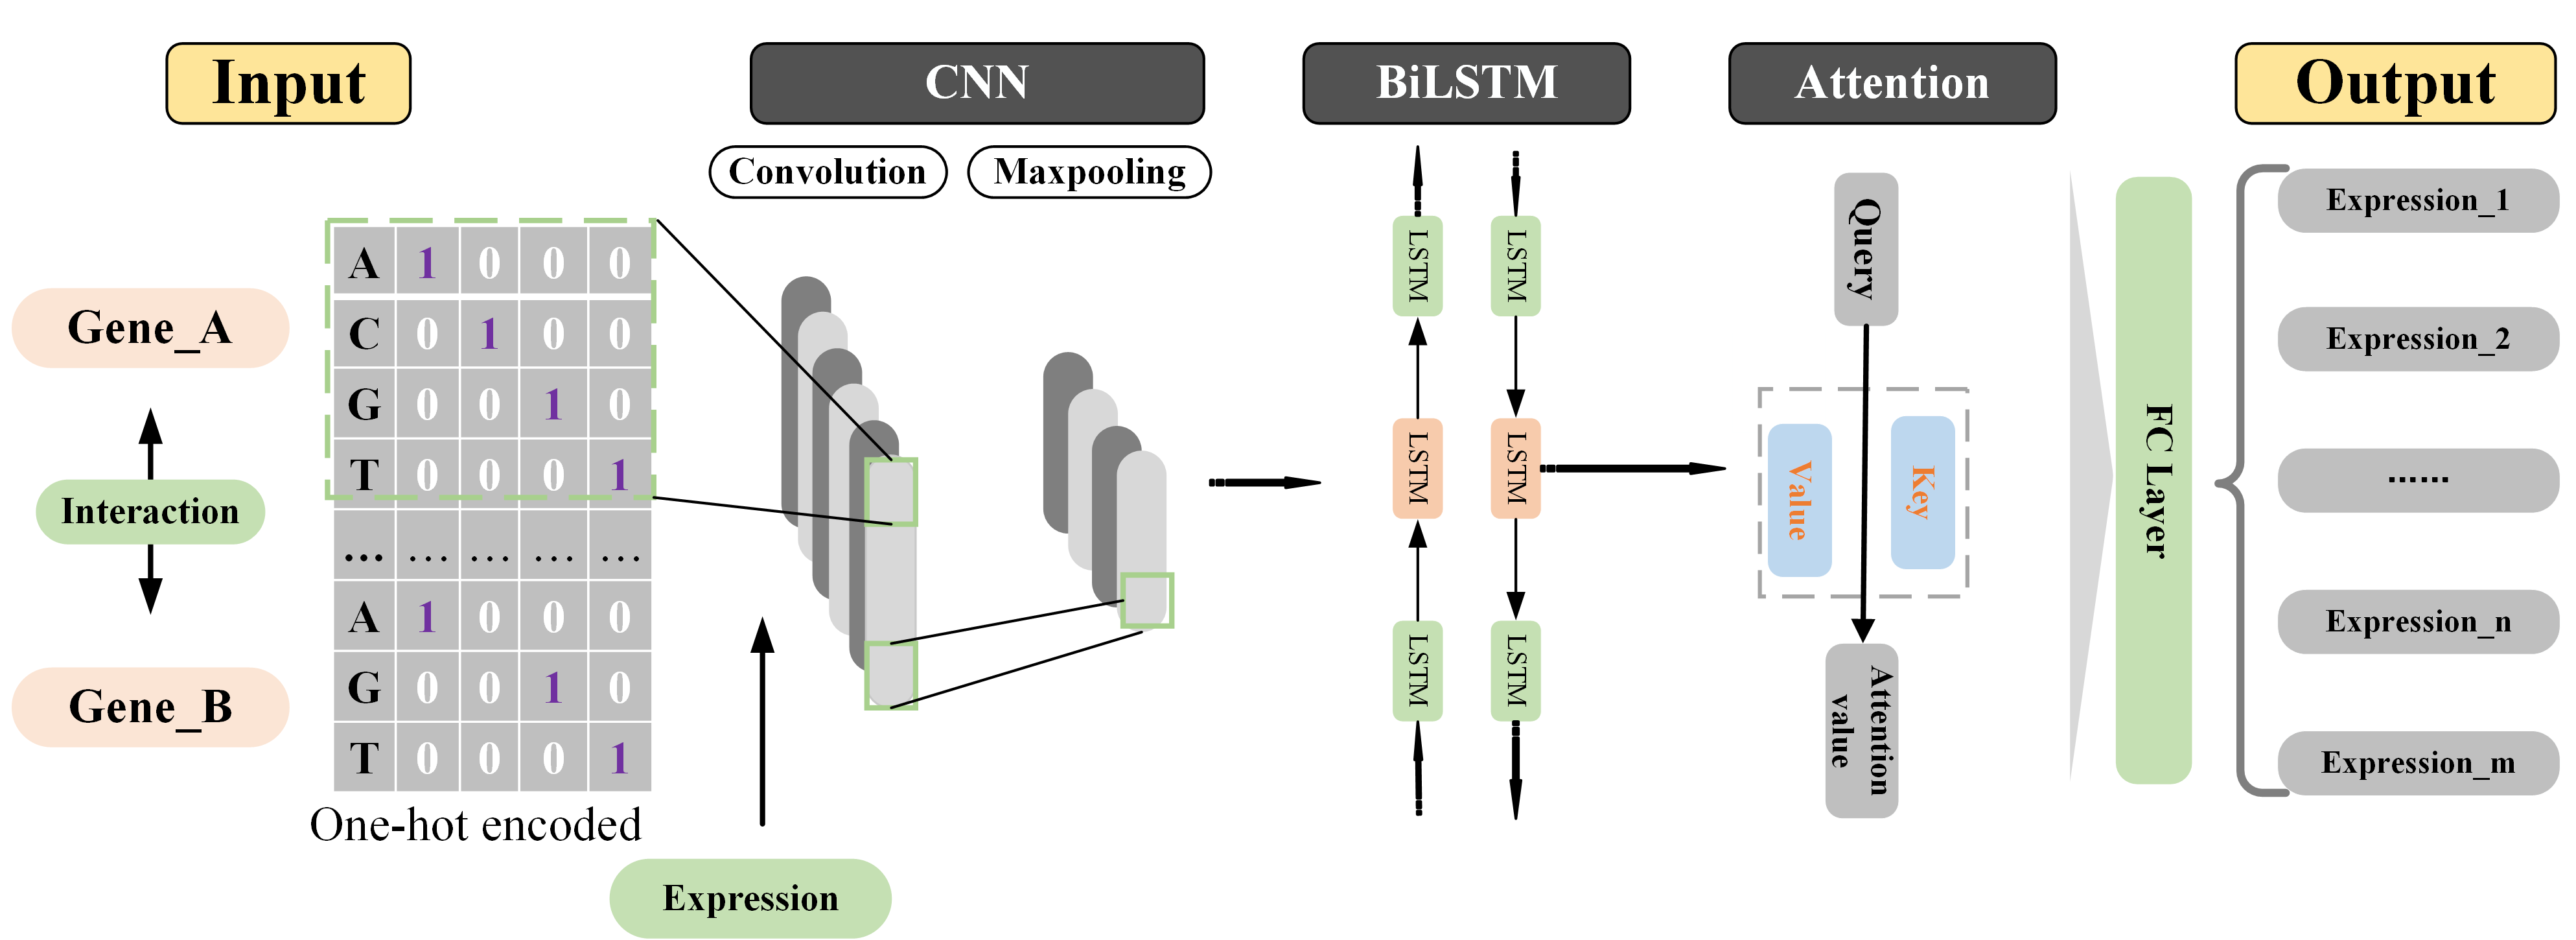 Input
CNN
BiLSTM
Attention
Output
Convolution
Maxpooling
Gene_A
Interaction
Gene_B
A 1 0 0 0
C 0 1 0 0
G 0 0 1 0
T 0 0 0 1
... ... ... ... ...
A 1 0 0 0
G 0 0 1 0
T 0 0 0 1
One-hot encoded
Expression
LSTM
LSTM
LSTM
LSTM
LSTM
LSTM
Query
Value
Key
Attention
value
FC Layer
Expression_1
Expression_2
......
Expression_n
Expression_m